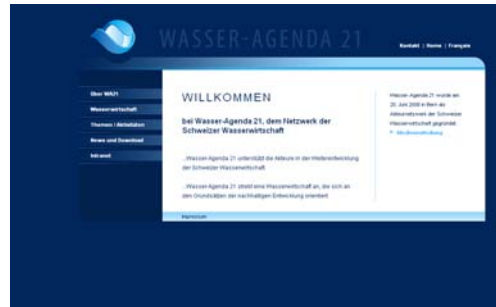 WASSER-AGENDA 21
Kontakt | Home | Français
Über WA21
Wasserwirtschaft
Themen / Aktivitäten
News und Download
Intranet
WILLKOMMEN
bei Wasser-Agenda 21, dem Netzwerk der
Schweizer Wasserwirtschaft
...Wasser-Agenda 21 unterstützt die Akteure in der Weiterentwicklung
der Schweizer Wasserwirtschaft.
...Wasser-Agenda 21 strebt eine Wasserwirtschaft an, die sich an
den Grundsätzen der nachhaltigen Entwicklung orientiert.
Wasser-Agenda 21 wurde am
20. Juni 2008 in Bern als
Akteursnetzwerk der Schweizer
Wasserwirtschaft gegründet.
Impressum